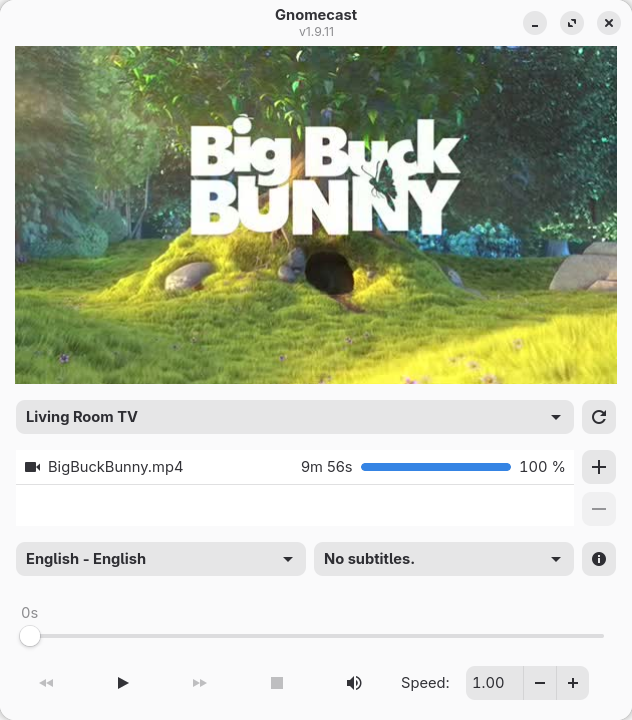 Gnomecast
v1.9.11
Big Buck
BUNNY
Living Room TV
BigBuckBunny.mp4 9m 56s 100 %
English - English No subtitles.
0s
Speed: 1.00